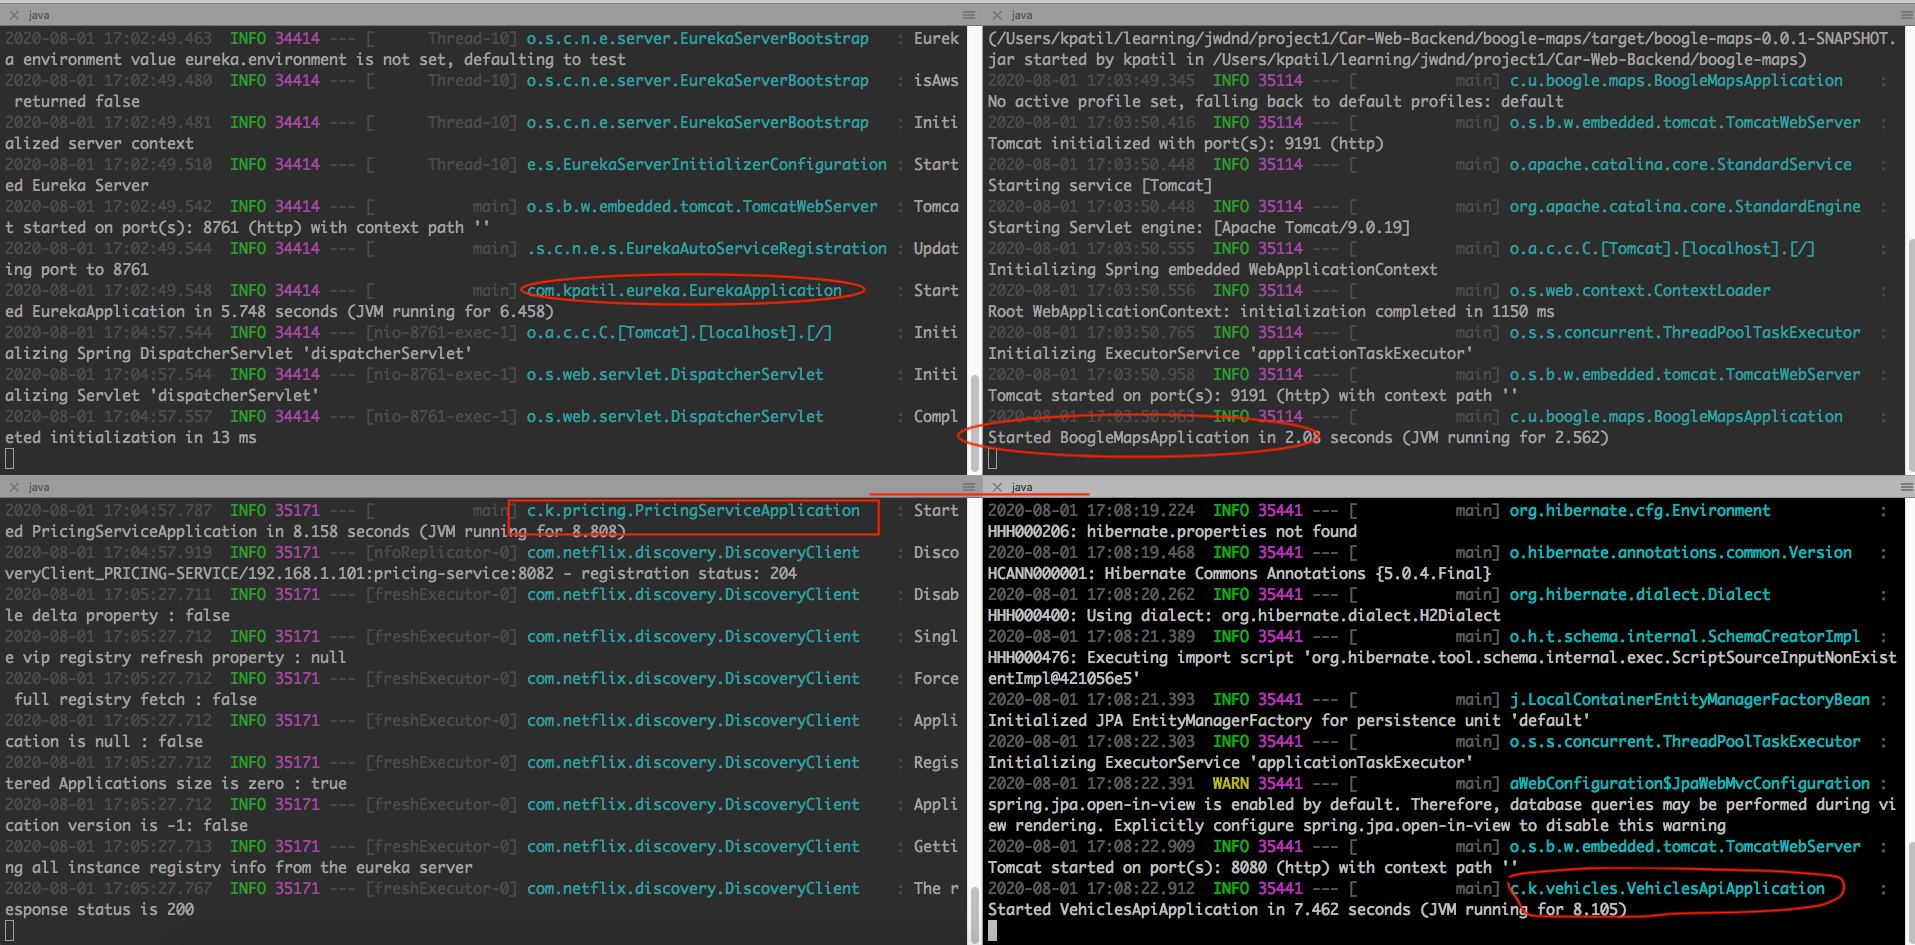 java
2020-08-01 17:02:49.463  INFO 34414 --- [      Thread-10] o.s.c.n.e.server.EurekaServerBootstrap   : Eurek
a environment value eureka.environment is not set, defaulting to test
2020-08-01 17:02:49.480  INFO 34414 --- [      Thread-10] o.s.c.n.e.server.EurekaServerBootstrap   : isAws
 returned false
2020-08-01 17:02:49.481  INFO 34414 --- [      Thread-10] o.s.c.n.e.server.EurekaServerBootstrap   : Initi
alized server context
2020-08-01 17:02:49.510  INFO 34414 --- [      Thread-10] e.s.EurekaServerInitializerConfiguration : Start
ed Eureka Server
2020-08-01 17:02:49.542  INFO 34414 --- [           main] o.s.b.w.embedded.tomcat.TomcatWebServer  : Tomca
t started on port(s): 8761 (http) with context path ''
2020-08-01 17:02:49.544  INFO 34414 --- [           main] .s.c.n.e.s.EurekaAutoServiceRegistration : Updat
ing port to 8761
2020-08-01 17:02:49.548  INFO 34414 --- [           main] com.kpatil.eureka.EurekaApplication      : Start
ed EurekaApplication in 5.748 seconds (JVM running for 6.458)
2020-08-01 17:04:57.544  INFO 34414 --- [nio-8761-exec-1] o.a.c.c.C.[Tomcat].[localhost].[/]       : Initi
alizing Spring DispatcherServlet 'dispatcherServlet'
2020-08-01 17:04:57.544  INFO 34414 --- [nio-8761-exec-1] o.s.web.servlet.DispatcherServlet        : Initi
alizing Servlet 'dispatcherServlet'
2020-08-01 17:04:57.557  INFO 34414 --- [nio-8761-exec-1] o.s.web.servlet.DispatcherServlet        : Compl
eted initialization in 13 ms
java
(/Users/kpatil/learning/jwdnd/project1/Car-Web-Backend/boogle-maps/target/boogle-maps-0.0.1-SNAPSHOT.
jar started by kpatil in /Users/kpatil/learning/jwdnd/project1/Car-Web-Backend/boogle-maps)
2020-08-01 17:03:49.345  INFO 35114 --- [           main] c.u.boogle.maps.BoogleMapsApplication    :
No active profile set, falling back to default profiles: default
2020-08-01 17:03:50.416  INFO 35114 --- [           main] o.s.b.w.embedded.tomcat.TomcatWebServer  :
Tomcat initialized with port(s): 9191 (http)
2020-08-01 17:03:50.448  INFO 35114 --- [           main] o.apache.catalina.core.StandardService   :
Starting service [Tomcat]
2020-08-01 17:03:50.448  INFO 35114 --- [           main] org.apache.catalina.core.StandardEngine  :
Starting Servlet engine: [Apache Tomcat/9.0.19]
2020-08-01 17:03:50.555  INFO 35114 --- [           main] o.a.c.c.C.[Tomcat].[localhost].[/]       :
Initializing Spring embedded WebApplicationContext
2020-08-01 17:03:50.556  INFO 35114 --- [           main] o.s.web.context.ContextLoader            :
Root WebApplicationContext: initialization completed in 1150 ms
2020-08-01 17:03:50.765  INFO 35114 --- [           main] o.s.s.concurrent.ThreadPoolTaskExecutor  :
Initializing ExecutorService 'applicationTaskExecutor'
2020-08-01 17:03:50.958  INFO 35114 --- [           main] o.s.b.w.embedded.tomcat.TomcatWebServer  :
Tomcat started on port(s): 9191 (http) with context path ''
2020-08-01 17:03:50.963  INFO 35114 --- [           main] c.u.boogle.maps.BoogleMapsApplication    :
Started BoogleMapsApplication in 2.08 seconds (JVM running for 2.562)
java
2020-08-01 17:04:57.787  INFO 35171 --- [           main] c.k.pricing.PricingServiceApplication    : Start
ed PricingServiceApplication in 8.158 seconds (JVM running for 8.808)
2020-08-01 17:04:57.919  INFO 35171 --- [nfoReplicator-0] com.netflix.discovery.DiscoveryClient    : Disco
veryClient_PRICING-SERVICE/192.168.1.101:pricing-service:8082 - registration status: 204
2020-08-01 17:05:27.711  INFO 35171 --- [freshExecutor-0] com.netflix.discovery.DiscoveryClient    : Disab
le delta property : false
2020-08-01 17:05:27.712  INFO 35171 --- [freshExecutor-0] com.netflix.discovery.DiscoveryClient    : Singl
e vip registry refresh property : null
2020-08-01 17:05:27.712  INFO 35171 --- [freshExecutor-0] com.netflix.discovery.DiscoveryClient    : Force
 full registry fetch : false
2020-08-01 17:05:27.712  INFO 35171 --- [freshExecutor-0] com.netflix.discovery.DiscoveryClient    : Appli
cation is null : false
2020-08-01 17:05:27.712  INFO 35171 --- [freshExecutor-0] com.netflix.discovery.DiscoveryClient    : Regis
tered Applications size is zero : true
2020-08-01 17:05:27.712  INFO 35171 --- [freshExecutor-0] com.netflix.discovery.DiscoveryClient    : Appli
cation version is -1: false
2020-08-01 17:05:27.713  INFO 35171 --- [freshExecutor-0] com.netflix.discovery.DiscoveryClient    : Getti
ng all instance registry info from the eureka server
2020-08-01 17:05:27.767  INFO 35171 --- [freshExecutor-0] com.netflix.discovery.DiscoveryClient    : The r
esponse status is 200
java
2020-08-01 17:08:19.224  INFO 35441 --- [           main] org.hibernate.cfg.Environment            :
HHH000206: hibernate.properties not found
2020-08-01 17:08:19.468  INFO 35441 --- [           main] o.hibernate.annotations.common.Version   :
HCANN000001: Hibernate Commons Annotations {5.0.4.Final}
2020-08-01 17:08:20.262  INFO 35441 --- [           main] org.hibernate.dialect.Dialect            :
HHH000400: Using dialect: org.hibernate.dialect.H2Dialect
2020-08-01 17:08:21.389  INFO 35441 --- [           main] o.h.t.schema.internal.SchemaCreatorImpl  :
HHH000476: Executing import script 'org.hibernate.tool.schema.internal.exec.ScriptSourceInputNonExist
entImpl@421056e5'
2020-08-01 17:08:21.393  INFO 35441 --- [           main] j.LocalContainerEntityManagerFactoryBean :
Initialized JPA EntityManagerFactory for persistence unit 'default'
2020-08-01 17:08:22.303  INFO 35441 --- [           main] o.s.s.concurrent.ThreadPoolTaskExecutor  :
Initializing ExecutorService 'applicationTaskExecutor'
2020-08-01 17:08:22.391  WARN 35441 --- [           main] aWebConfiguration$JpaWebMvcConfiguration :
spring.jpa.open-in-view is enabled by default. Therefore, database queries may be performed during vi
ew rendering. Explicitly configure spring.jpa.open-in-view to disable this warning
2020-08-01 17:08:22.909  INFO 35441 --- [           main] o.s.b.w.embedded.tomcat.TomcatWebServer  :
Tomcat started on port(s): 8080 (http) with context path ''
2020-08-01 17:08:22.912  INFO 35441 --- [           main] c.k.vehicles.VehiclesApiApplication      :
Started VehiclesApiApplication in 7.462 seconds (JVM running for 8.105)